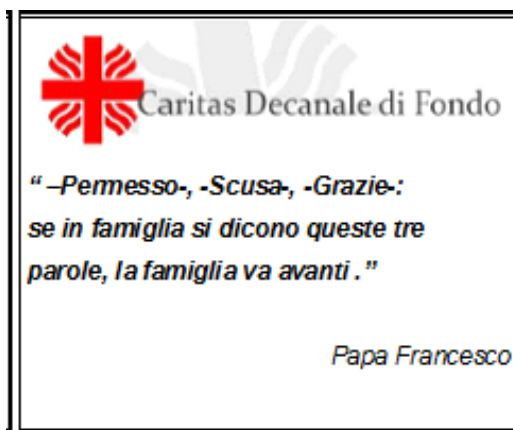 Caritas Decanale di Fondo
“ –Permesso-, -Scusa-, -Grazie-:
se in famiglia si dicono queste tre
parole, la famiglia va avanti .”
Papa Francesco